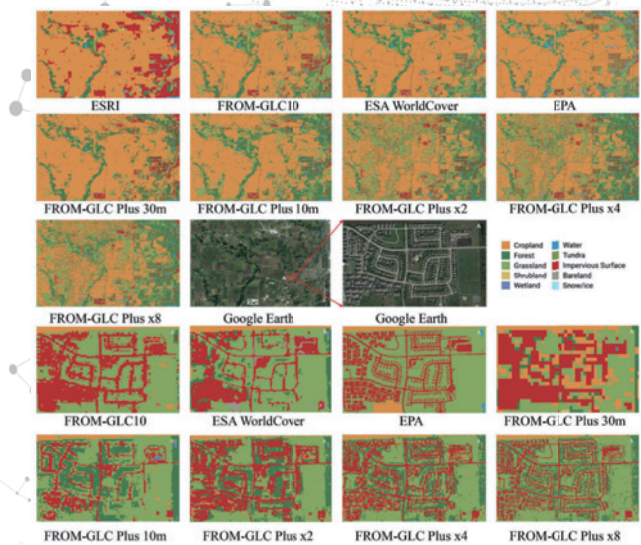 ESRI
FROM-GLC10
ESA WorldCover
EPA
FROM-GLC Plus 30m
FROM-GLC Plus 10m
FROM-GLC Plus x2
FROM-GLC Plus x4
FROM-GLC Plus x8
Google Earth
Google Earth
Cropland
Forest
Grassland
Shrubland
Wetland
Water
Tundra
Impervious Surface
Bareland
Snow/ice
FROM-GLC10
ESA WorldCover
EPA
FROM-GLC Plus 30m
FROM-GLC Plus 10m
FROM-GLC Plus x2
FROM-GLC Plus x4
FROM-GLC Plus x8